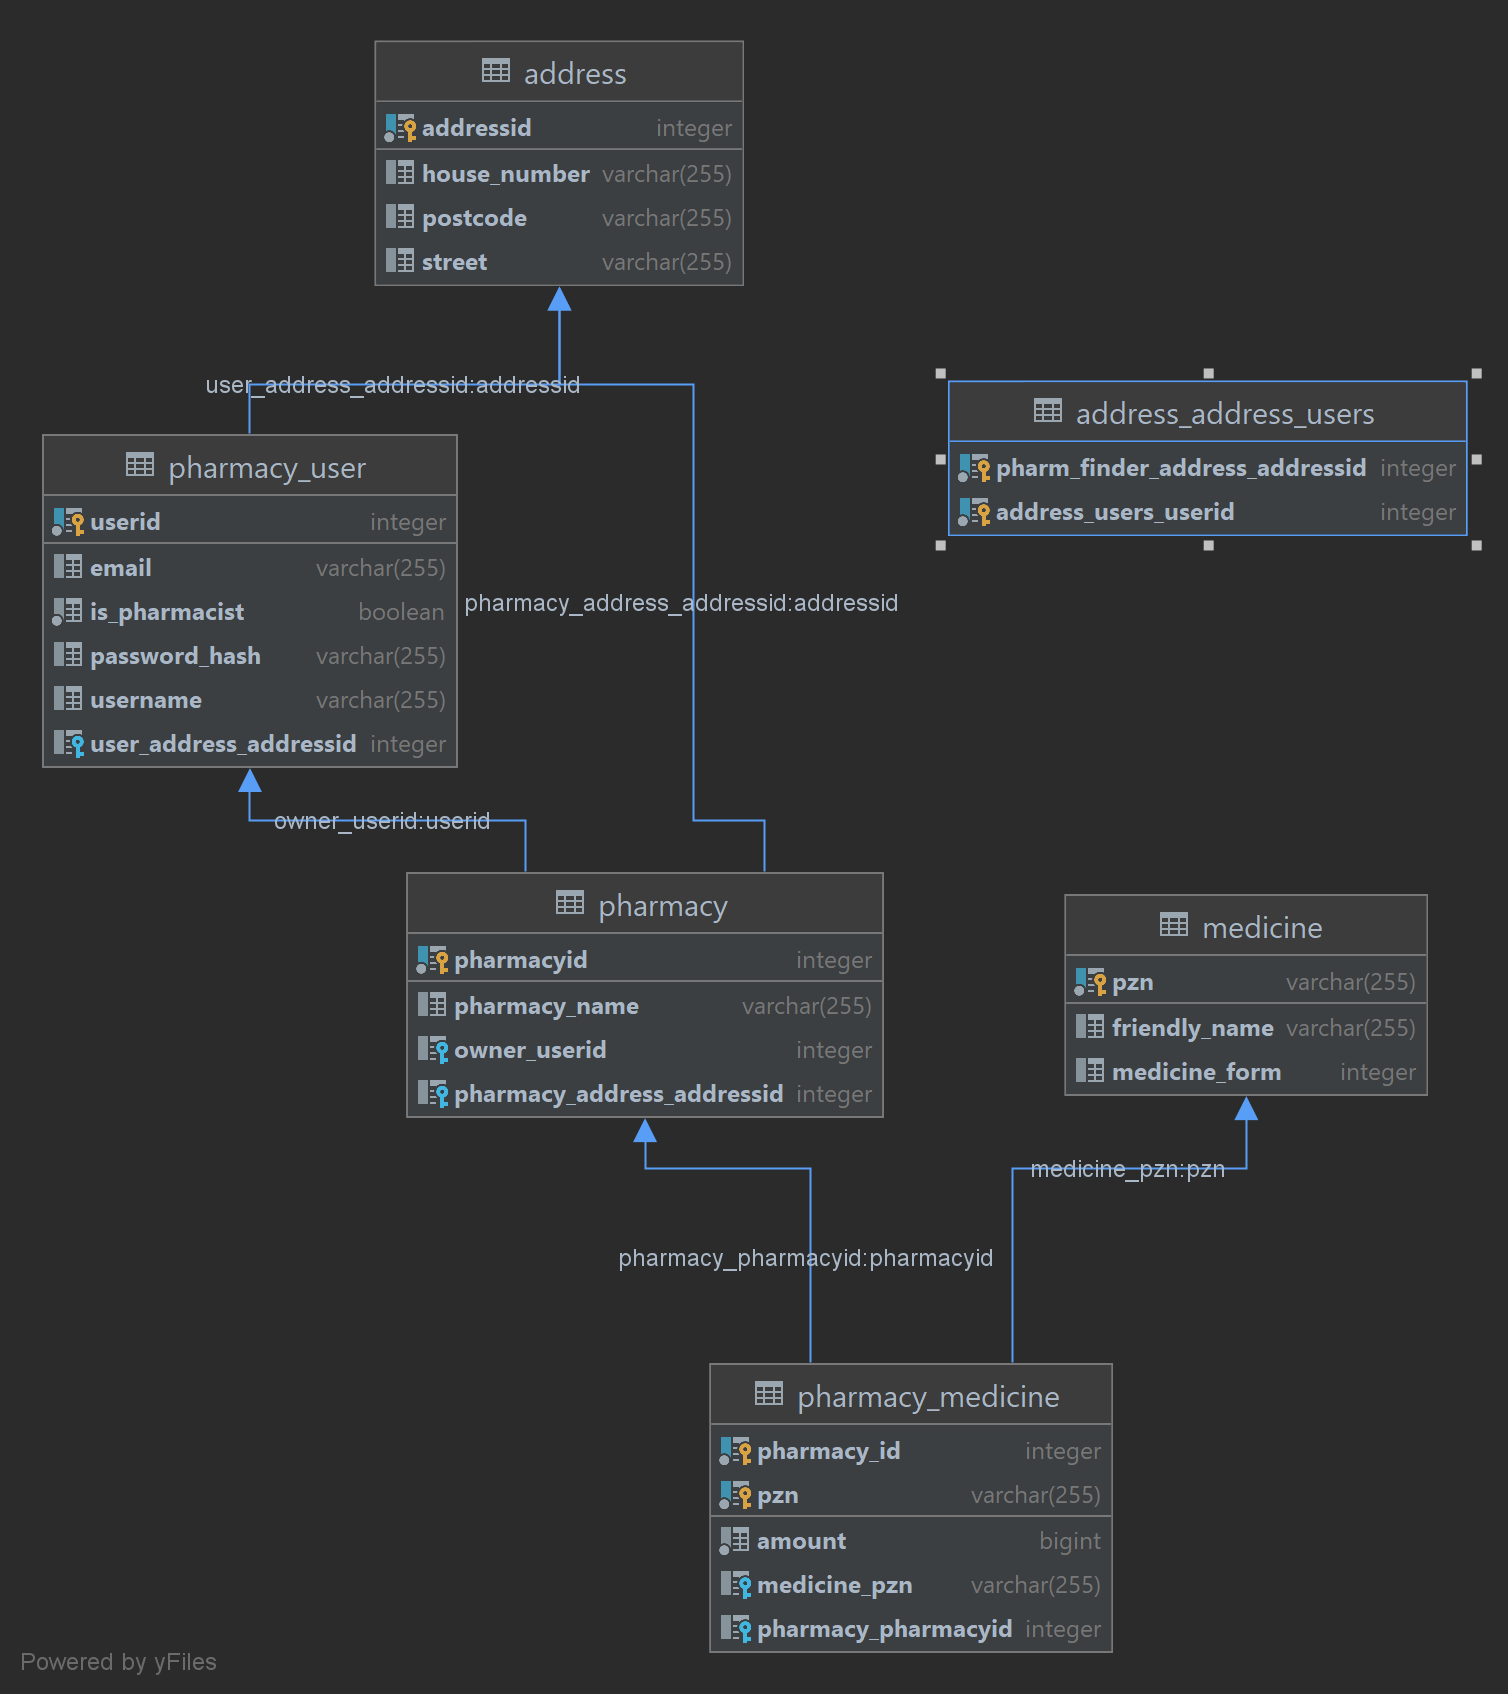 address
addressid integer
house_number varchar(255)
postcode varchar(255)
street varchar(255)
user_address_addressid:addressid
address_address_users
pharm_finder_address_addressid integer
address_users_userid integer
pharmacy_user
userid integer
email varchar(255)
is_pharmacist boolean
password_hash varchar(255)
username varchar(255)
user_address_addressid integer
pharmacy_address_addressid:addressid
owner_userid:userid
pharmacy
pharmacyid integer
pharmacy_name varchar(255)
owner_userid integer
pharmacy_address_addressid integer
medicine
pzn varchar(255)
friendly_name varchar(255)
medicine_form integer
medicine_pzn:pzn
pharmacy_pharmacyid:pharmacyid
pharmacy_medicine
pharmacy_id integer
pzn varchar(255)
amount bigint
medicine_pzn varchar(255)
pharmacy_pharmacyid integer
Powered by yFiles